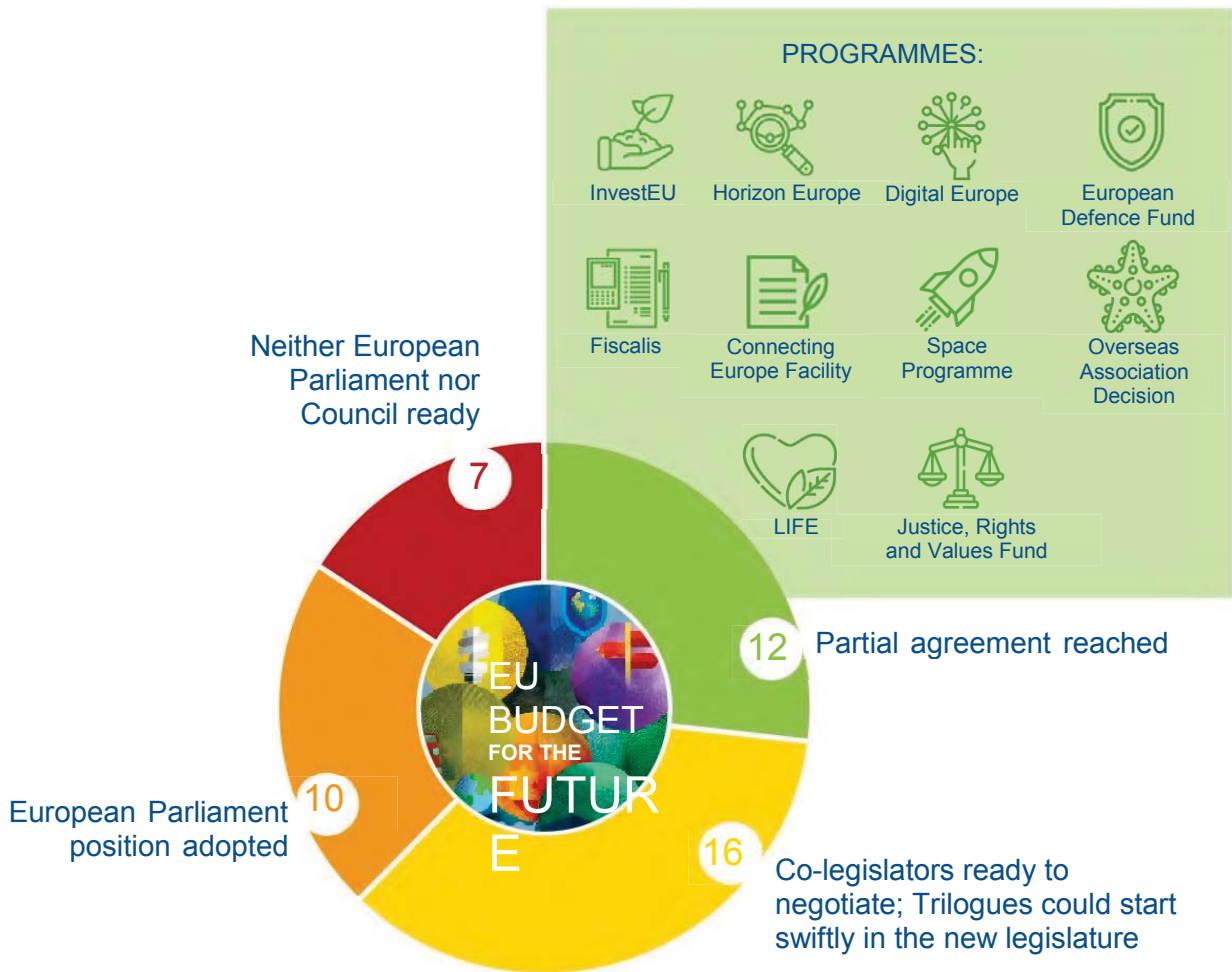 PROGRAMMES:
InvestEU
Horizon Europe
Digital Europe
European
Defence Fund
Fiscalis
Connecting
Europe Facility
Space
Programme
Overseas
Association
Decision
LIFE
Justice, Rights
and Values Fund
Neither European
Parliament nor
Council ready
7
12
Partial agreement reached
EU
BUDGET
FOR THE
FUTUR
E
10
European Parliament
position adopted
16
Co-legislators ready to
negotiate; Trilogues could start
swiftly in the new legislature